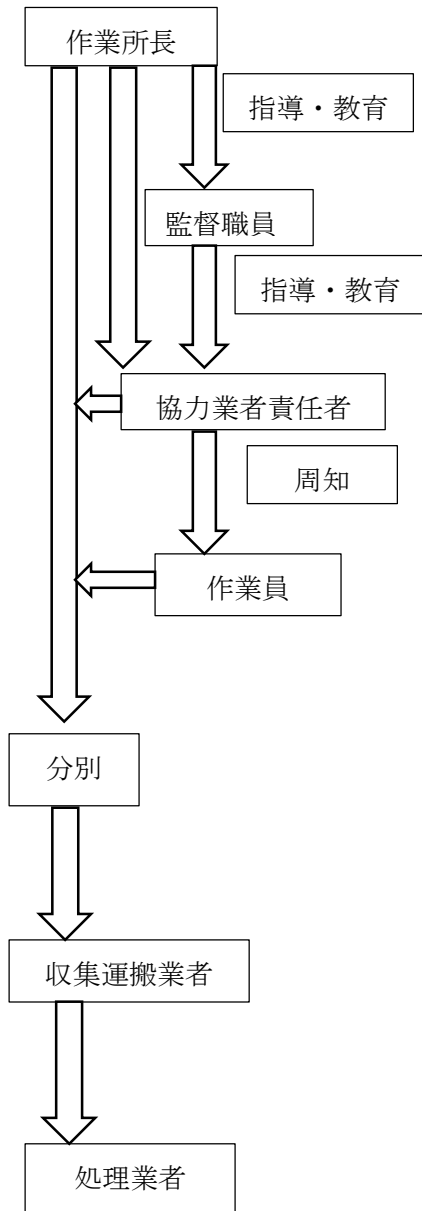 作業所長
指導・教育
監督職員
指導・教育
協力業者責任者
周知
作業員
分別
収集運搬業者
処理業者